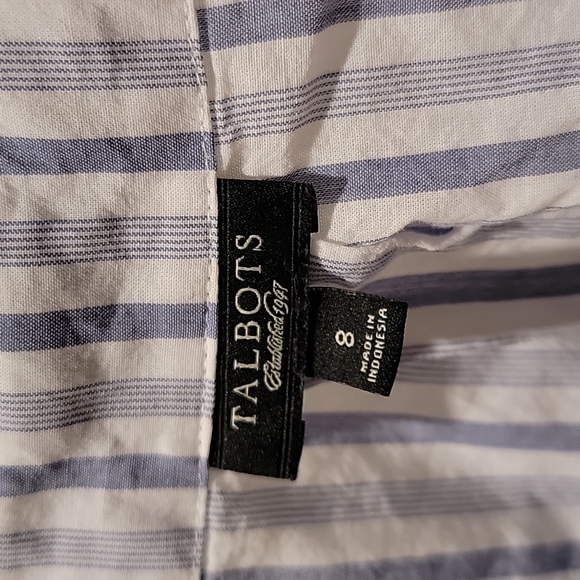 TALBOTS
Established 1947
8
MADE IN
INDONESIA